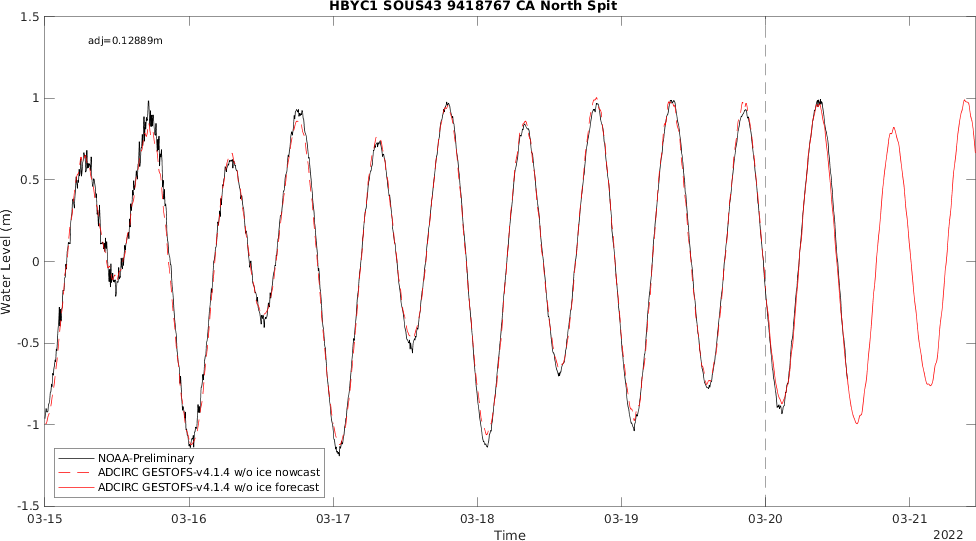 HBYC1 SOUS43 9418767 CA North Spit
adj=0.12889m
1.5
1
0.5
0
-0.5
-1
-1.5
Water Level (m)
NOAA-Preliminary
ADCIRC GESTOFS-v4.1.4 w/o ice nowcast
ADCIRC GESTOFS-v4.1.4 w/o ice forecast
03-15 03-16 03-17 03-18 03-19 03-20 03-21
Time
2022